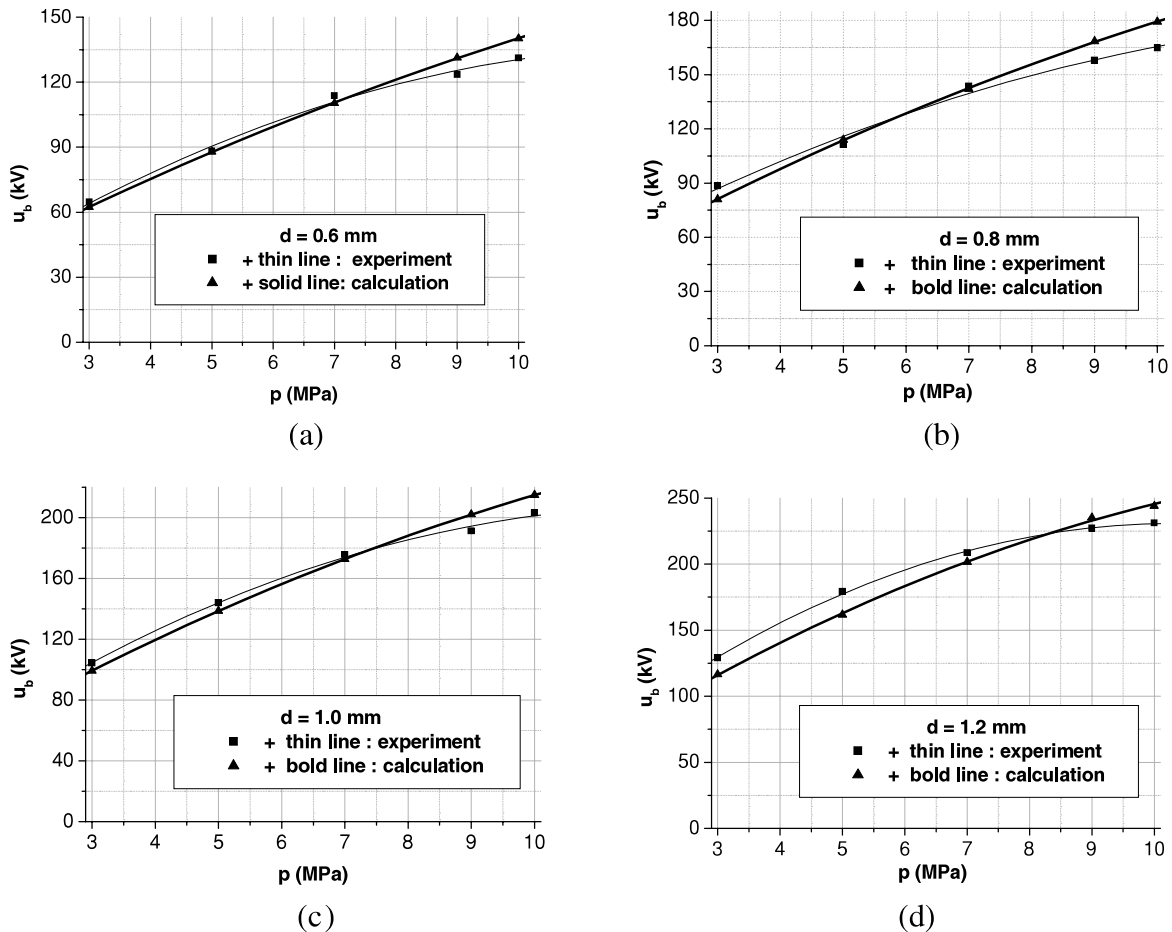 150
120
90
60
30
0
u_b (kV)
d = 0.6 mm
■ + thin line : experiment
▲ + solid line: calculation
3 4 5 6 7 8 9 10
p (MPa)
(a)
180
150
120
90
60
30
0
u_b (kV)
d = 0.8 mm
■ + thin line : experiment
▲ + bold line: calculation
3 4 5 6 7 8 9 10
p (MPa)
(b)
200
160
120
80
40
0
u_b (kV)
d = 1.0 mm
■ + thin line : experiment
▲ + bold line : calculation
3 4 5 6 7 8 9 10
p (MPa)
(c)
250
200
150
100
50
0
u_b (kV)
d = 1.2 mm
■ + thin line : experiment
▲ + bold line : calculation
3 4 5 6 7 8 9 10
p (MPa)
(d)